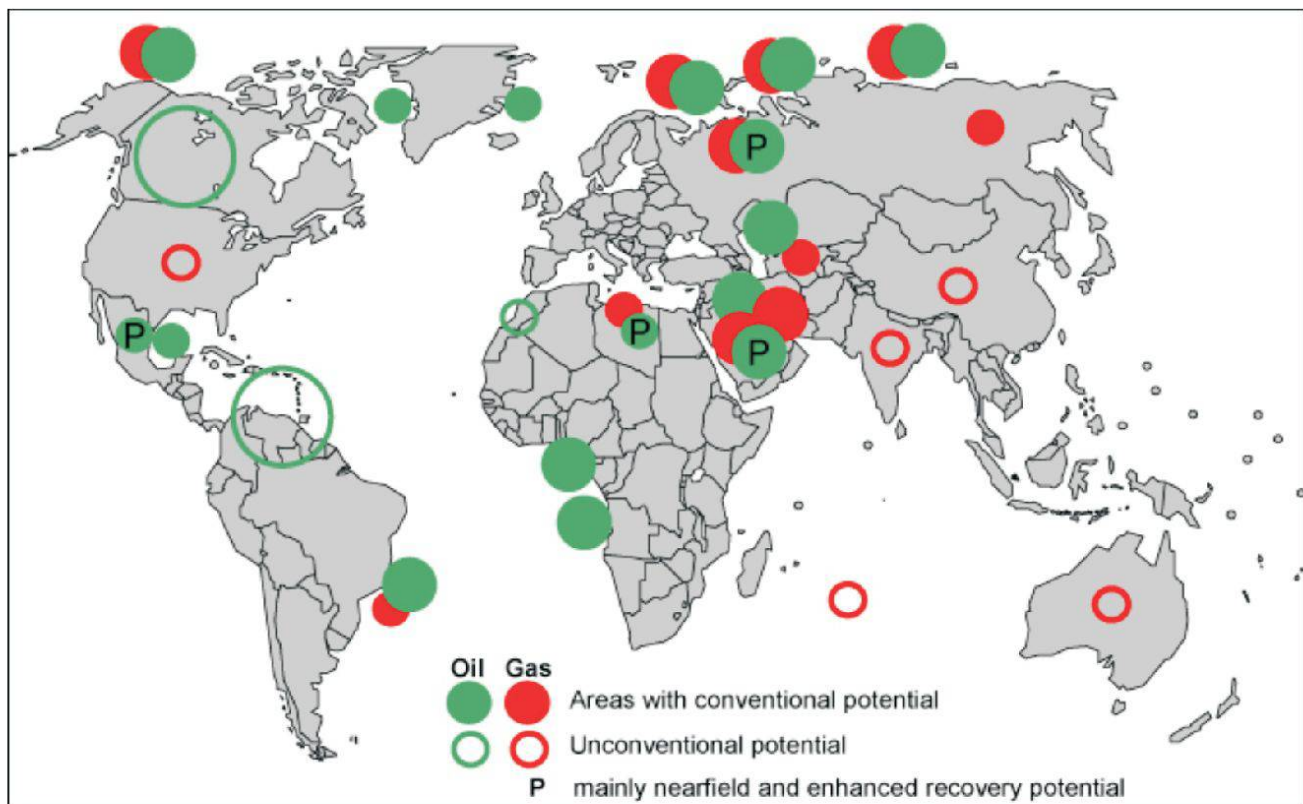 P
P
P
P
Oil Gas
Areas with conventional potential
Unconventional potential
P mainly nearfield and enhanced recovery potential